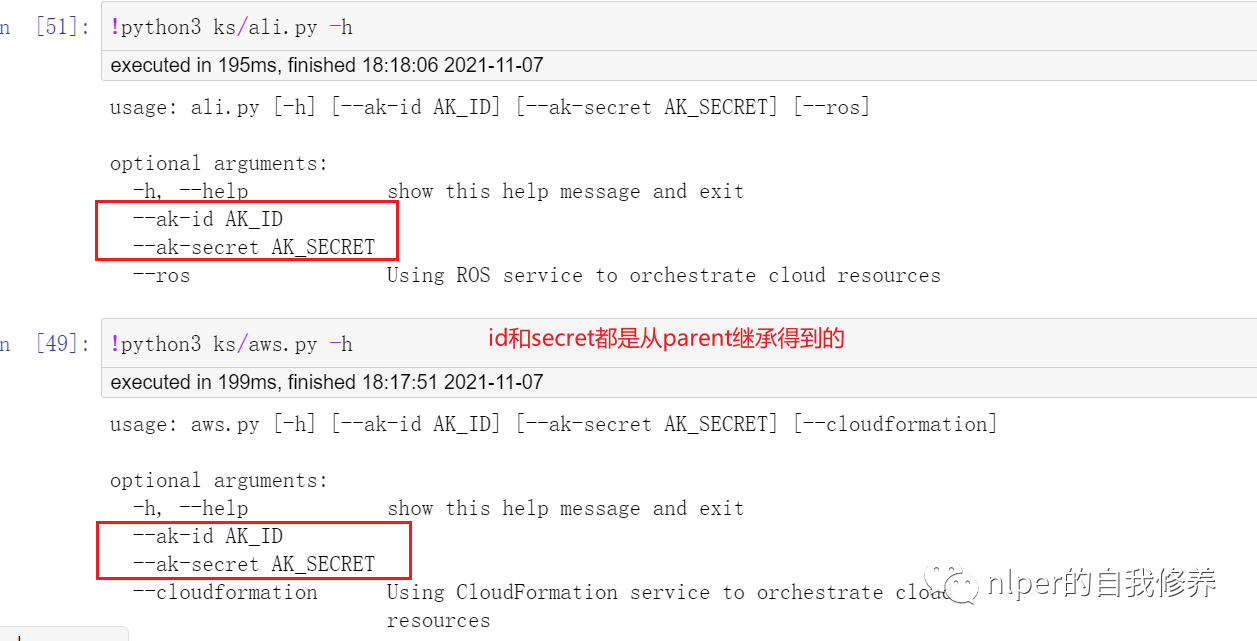 n [51]: !python3 ks/ali.py -h
executed in 195ms, finished 18:18:06 2021-11-07
usage: ali.py [-h] [--ak-id AK_ID] [--ak-secret AK_SECRET] [--ros]
optional arguments:
-h, --help show this help message and exit
--ak-id AK_ID
--ak-secret AK_SECRET
--ros Using ROS service to orchestrate cloud resources
n [49]: !python3 ks/aws.py -h
id和secret都是从parent继承得到的
executed in 199ms, finished 18:17:51 2021-11-07
usage: aws.py [-h] [--ak-id AK_ID] [--ak-secret AK_SECRET] [--cloudformation]
optional arguments:
-h, --help show this help message and exit
--ak-id AK_ID
--ak-secret AK_SECRET
--cloudformation Using CloudFormation service to orchestrate cloud
resources
nlper的自我修养